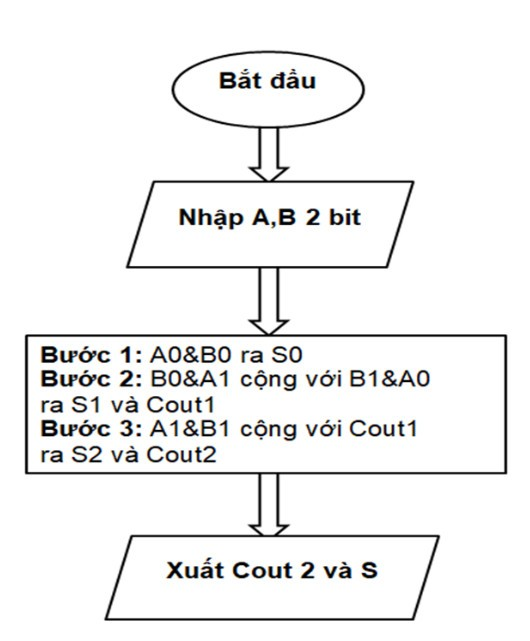 Bắt đầu
Nhập A,B 2 bit
Bước 1: A0&B0 ra S0
Bước 2: B0&A1 cộng với B1&A0
ra S1 và Cout1
Bước 3: A1&B1 cộng với Cout1
ra S2 và Cout2
Xuất Cout 2 và S